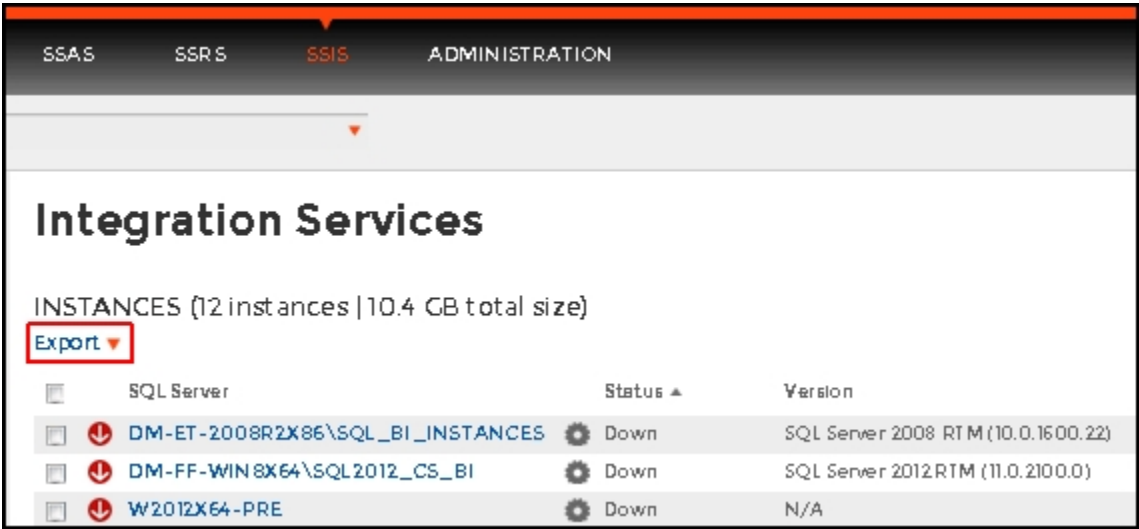 SSAS SSRS SSIS ADMINISTRATION
Integration Services
INSTANCES (12 instances | 10.4 GB total size)
Export
SQL Server Status Version
DM-ET-2008R2X86\SQL_BI_INSTANCES Down SQL Server 2008 RTM (10.0.1600.22)
DM-FF-WIN8X64\SQL2012_CS_BI Down SQL Server 2012 RTM (11.0.2100.0)
W2012X64-PRE Down N/A